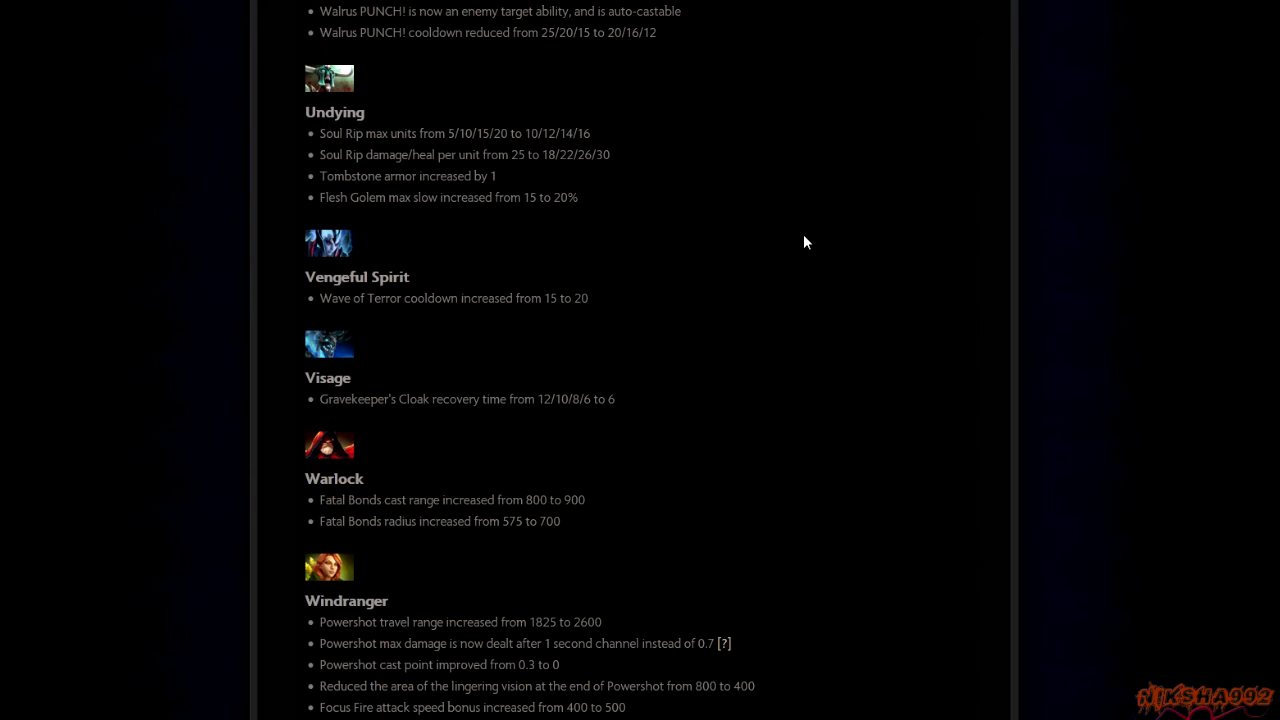 Walrus PUNCH! is now an enemy target ability, and is auto-castable
Walrus PUNCH! cooldown reduced from 25/20/15 to 20/16/12
Undying
Soul Rip max units from 5/10/15/20 to 10/12/14/16
Soul Rip damage/heal per unit from 25 to 18/22/26/30
Tombstone armor increased by 1
Flesh Golem max slow increased from 15 to 20%
Vengeful Spirit
Wave of Terror cooldown increased from 15 to 20
Visage
Gravekeeper's Cloak recovery time from 12/10/8/6 to 6
Warlock
Fatal Bonds cast range increased from 800 to 900
Fatal Bonds radius increased from 575 to 700
Windranger
Powershot travel range increased from 1825 to 2600
Powershot max damage is now dealt after 1 second channel instead of 0.7 [?]
Powershot cast point improved from 0.3 to 0
Reduced the area of the lingering vision at the end of Powershot from 800 to 400
Focus Fire attack speed bonus increased from 400 to 500
NIKSHA992